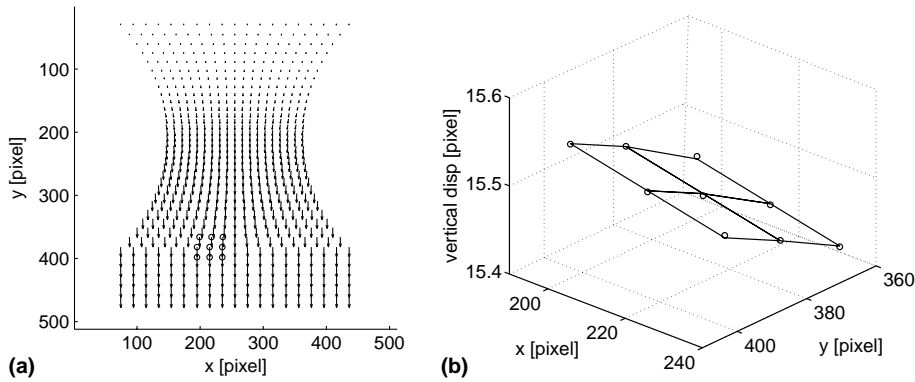 100
200
300
400
500
y [pixel]
100 200 300 400 500
x [pixel]
(a)
15.6
15.5
15.4
vertical disp [pixel]
200
220
240
x [pixel]
360
380
400
y [pixel]
(b)